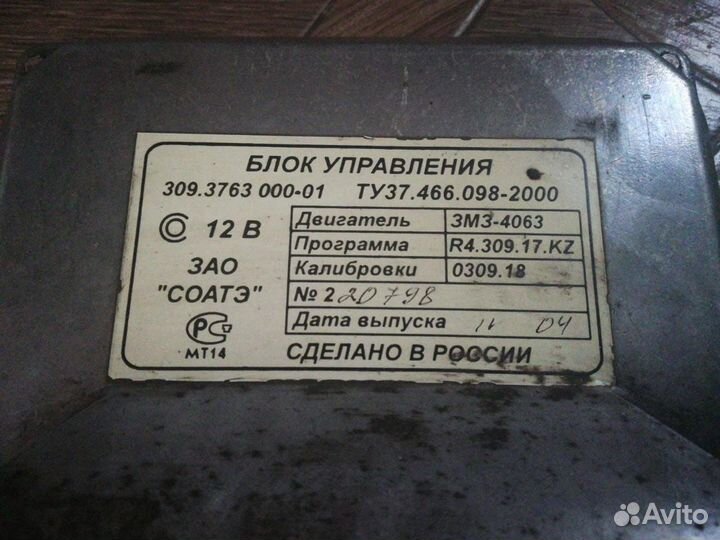 БЛОК УПРАВЛЕНИЯ
309.3763 000-01 ТУ37.466.098-2000
12 В
ЗАО
"СОАТЭ"
РС
МТ14
Двигатель ЗМЗ-4063
Программа R4.309.17.KZ
Калибровки 0309.18
№ 220798
Дата выпуска 11 04
СДЕЛАНО В РОССИИ
Avito